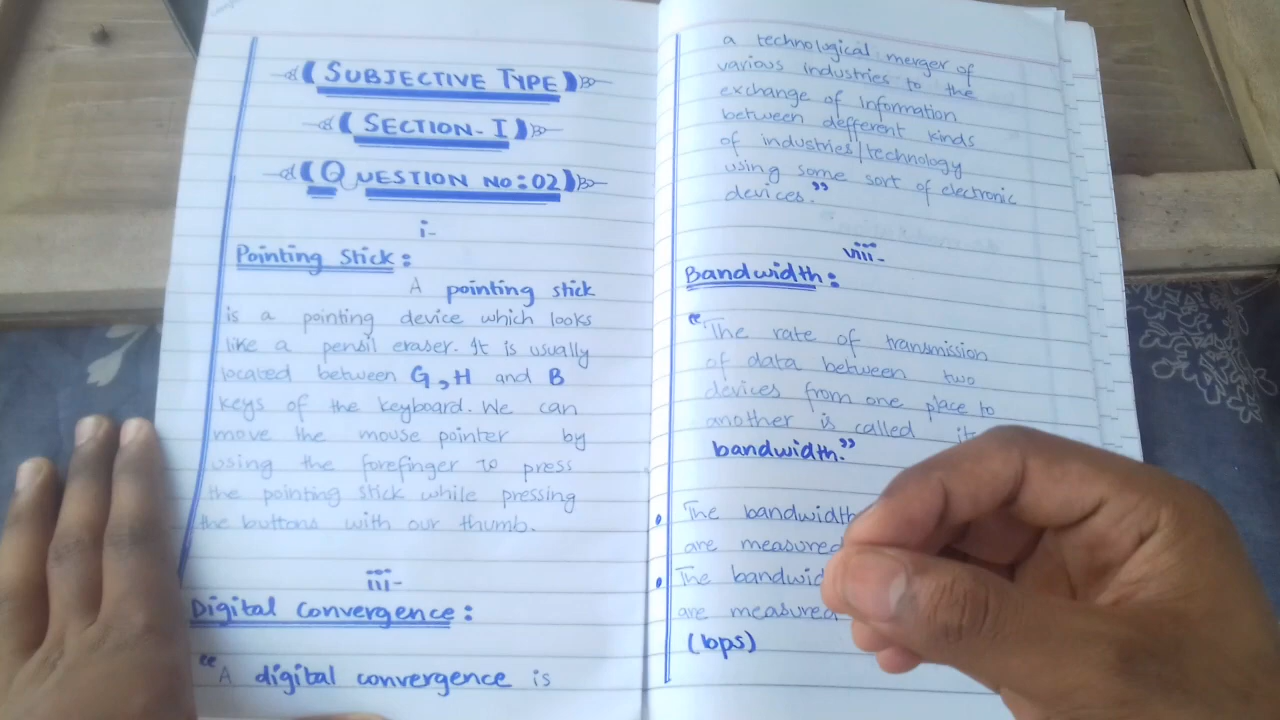 SUBJECTIVE TYPE
SECTION-I
QUESTION NO:02
i-
Pointing Stick:
A pointing stick
is a pointing device which looks
like a pensil eraser. It is usually
located between G,H and B
keys of the keyboard. We can
move the mouse pointer by
using the forefinger to press
the pointing stick while pressing
the buttons with our thumb.
iii-
Digital Convergence:
"A digital convergence is
a technological merger of
various industries to the
exchange of information
between defferent kinds
of industries/technology
using some sort of electronic
devices."
viii-
Bandwidth:
"The rate of transmission
of data between two
devices from one place to
another is called
bandwidth."
• The bandwidth
are measured
• The
are measured
(bps)